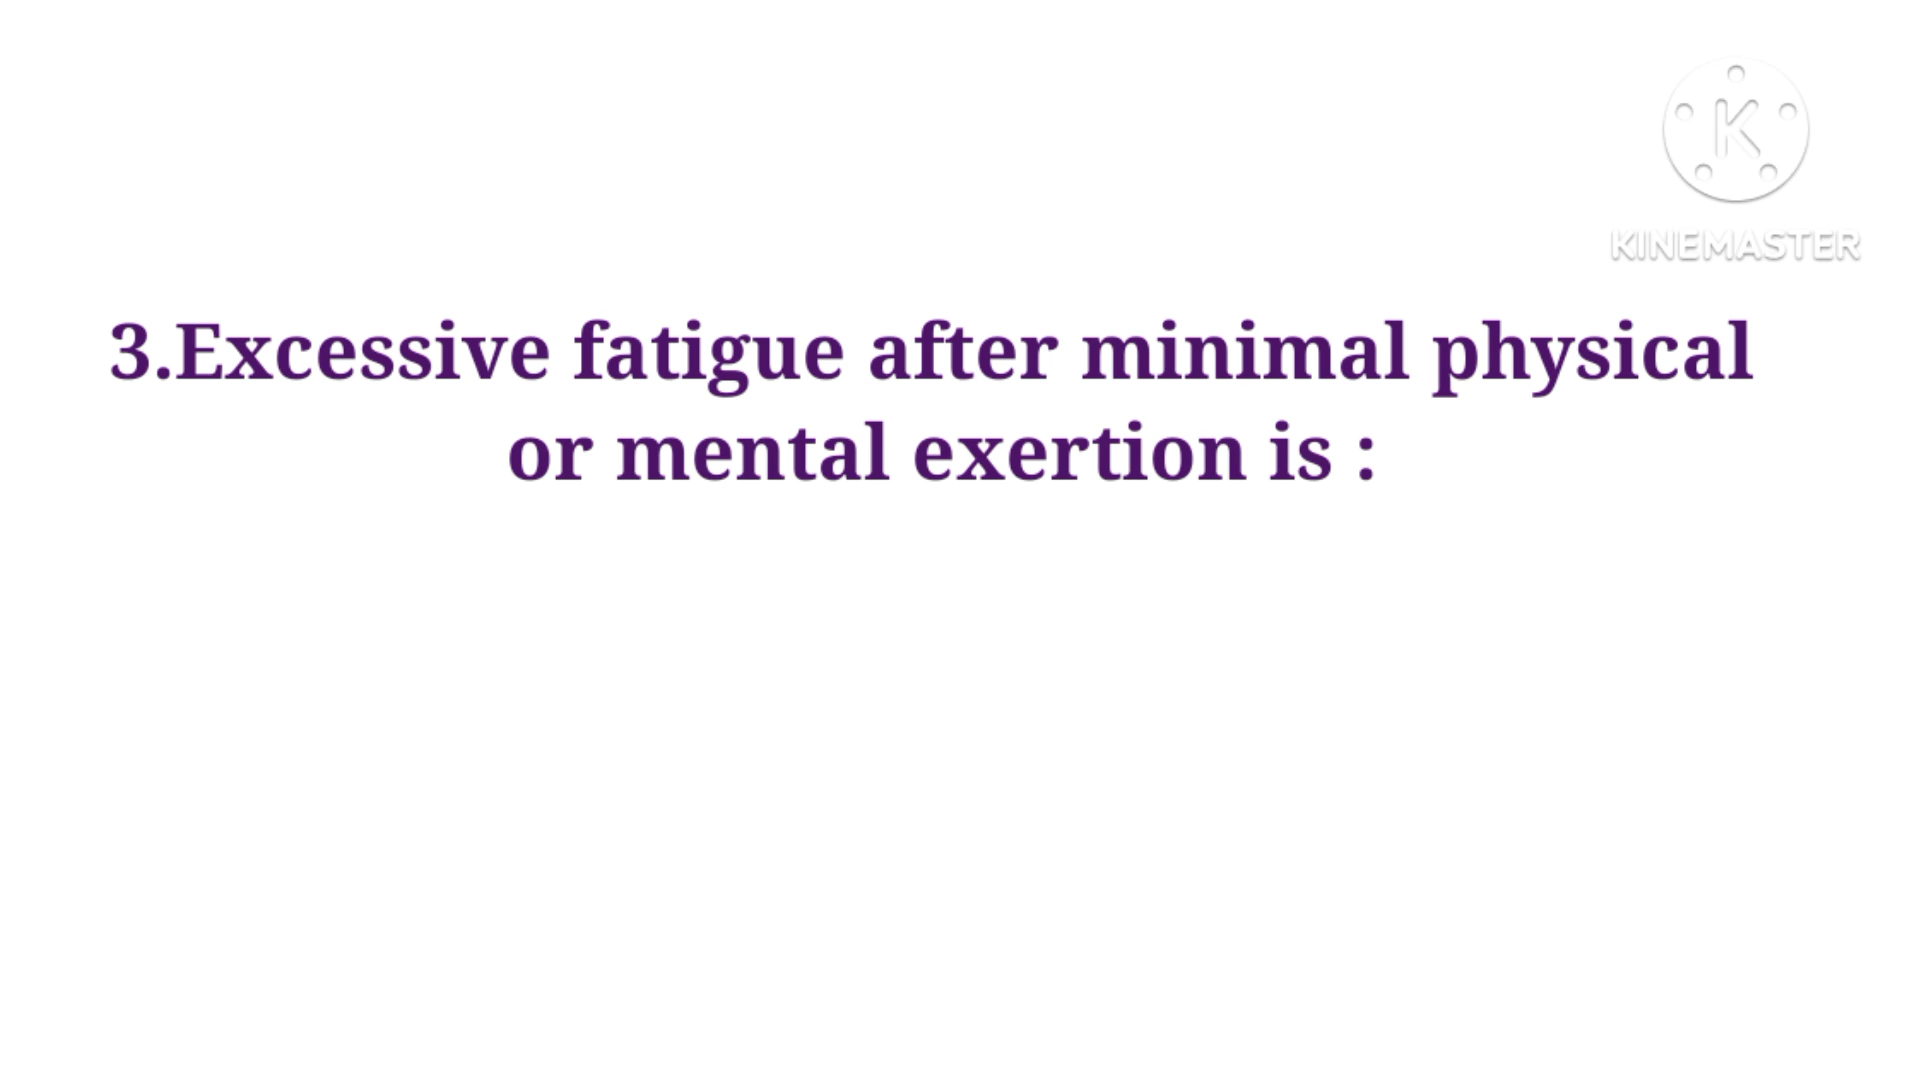 K
KINEMASTER
3.Excessive fatigue after minimal physical
or mental exertion is :